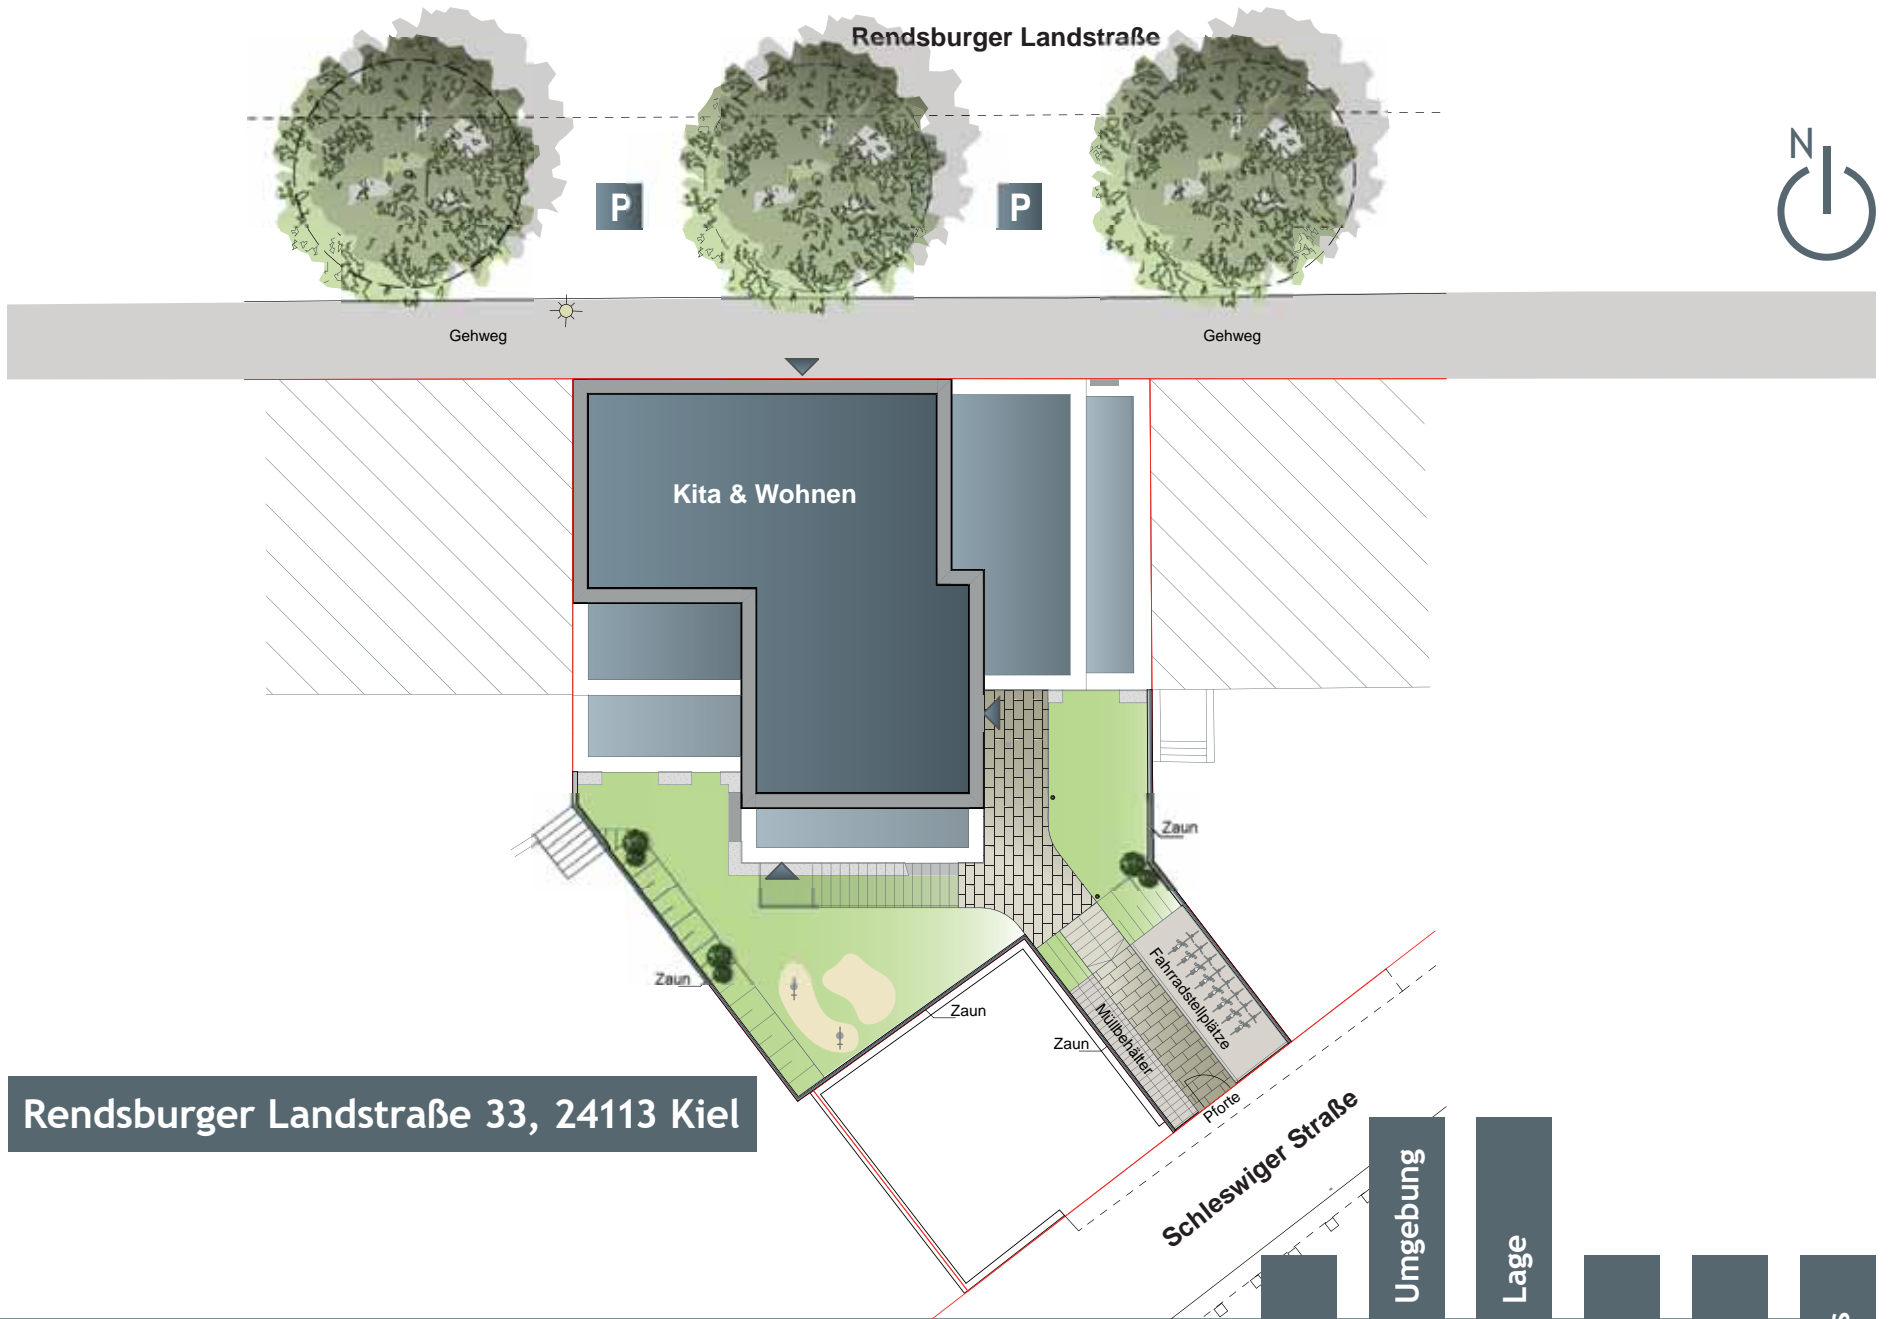 Rendsburger Landstraße
N
P
P
Gehweg
Gehweg
Kita & Wohnen
Zaun
Zaun
Zaun
Zaun
Fahrradstellplätze
Müllbehälter
Pforte
Schleswiger Straße
Rendsburger Landstraße 33, 24113 Kiel
Umgebung
Lage